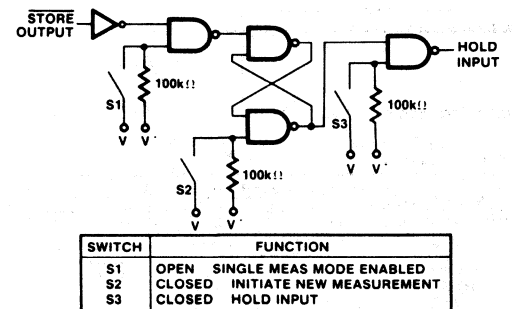 STORE
OUTPUT
HOLD
INPUT
100kΩ
S1
V V
100kΩ
S3
V V
100kΩ
S2
V V
SWITCH FUNCTION
S1 OPEN SINGLE MEAS MODE ENABLED
S2 CLOSED INITIATE NEW MEASUREMENT
S3 CLOSED HOLD INPUT